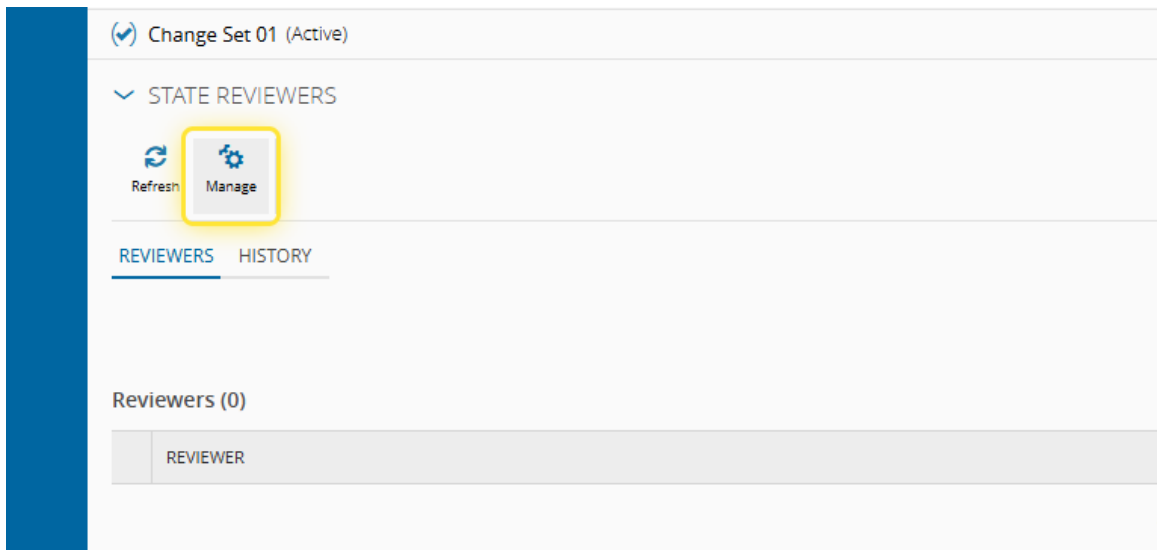 Change Set 01 (Active)
STATE REVIEWERS
Refresh Manage
REVIEWERS HISTORY
Reviewers (0)
REVIEWER